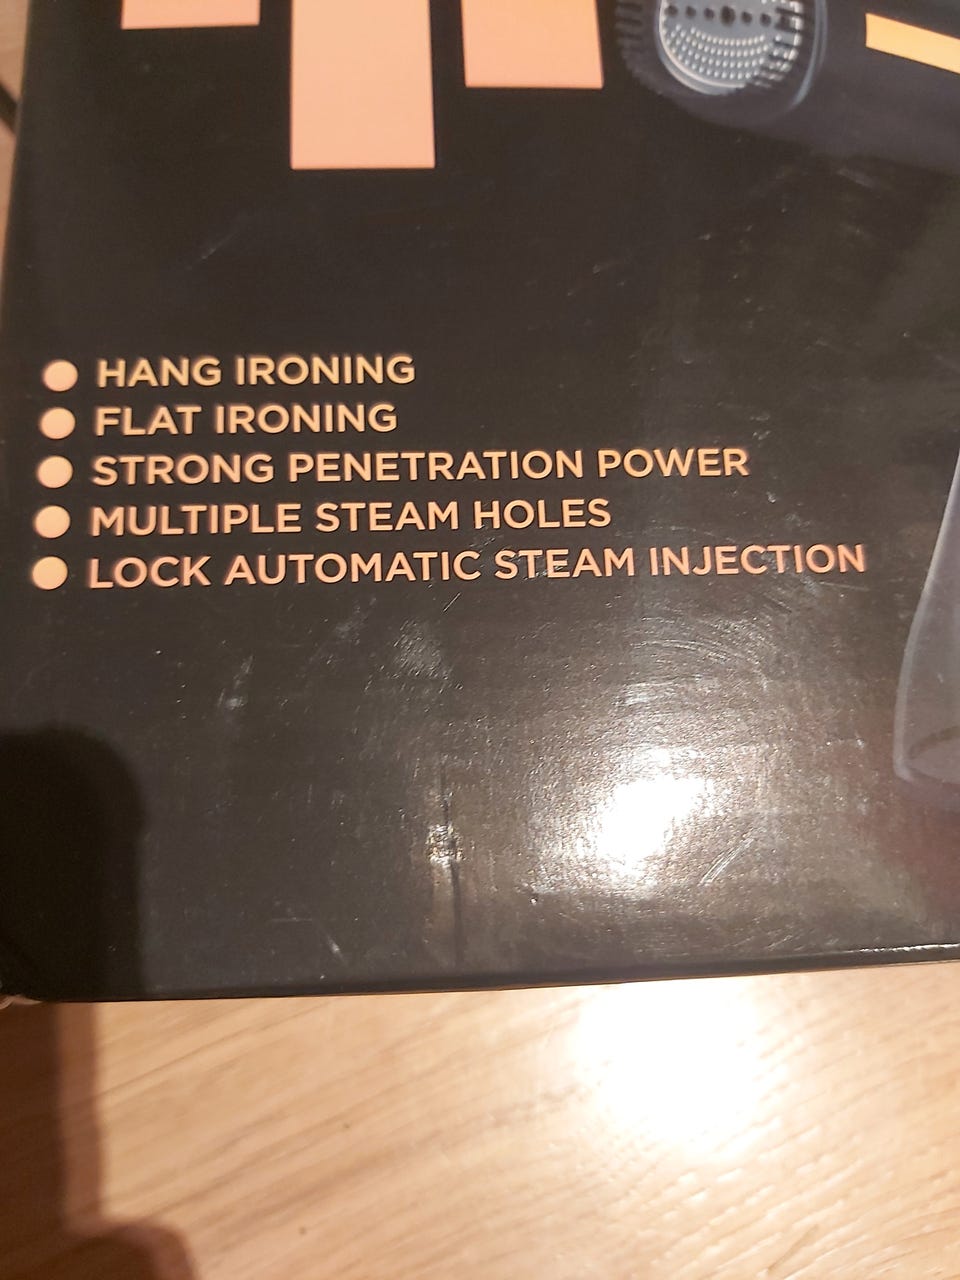 HANG IRONING
FLAT IRONING
STRONG PENETRATION POWER
MULTIPLE STEAM HOLES
LOCK AUTOMATIC STEAM INJECTION